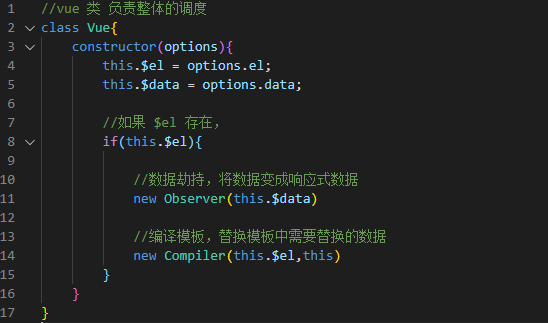 1 //vue 类 负责整体的调度
2 class Vue{
3 constructor(options){
4 this.$el = options.el;
5 this.$data = options.data;
6
7 //如果 $el 存在,
8 if(this.$el){
9
10 //数据劫持，将数据变成响应式数据
11 new Observer(this.$data)
12
13 //编译模板，替换模板中需要替换的数据
14 new Compiler(this.$el,this)
15 }
16 }
17 }